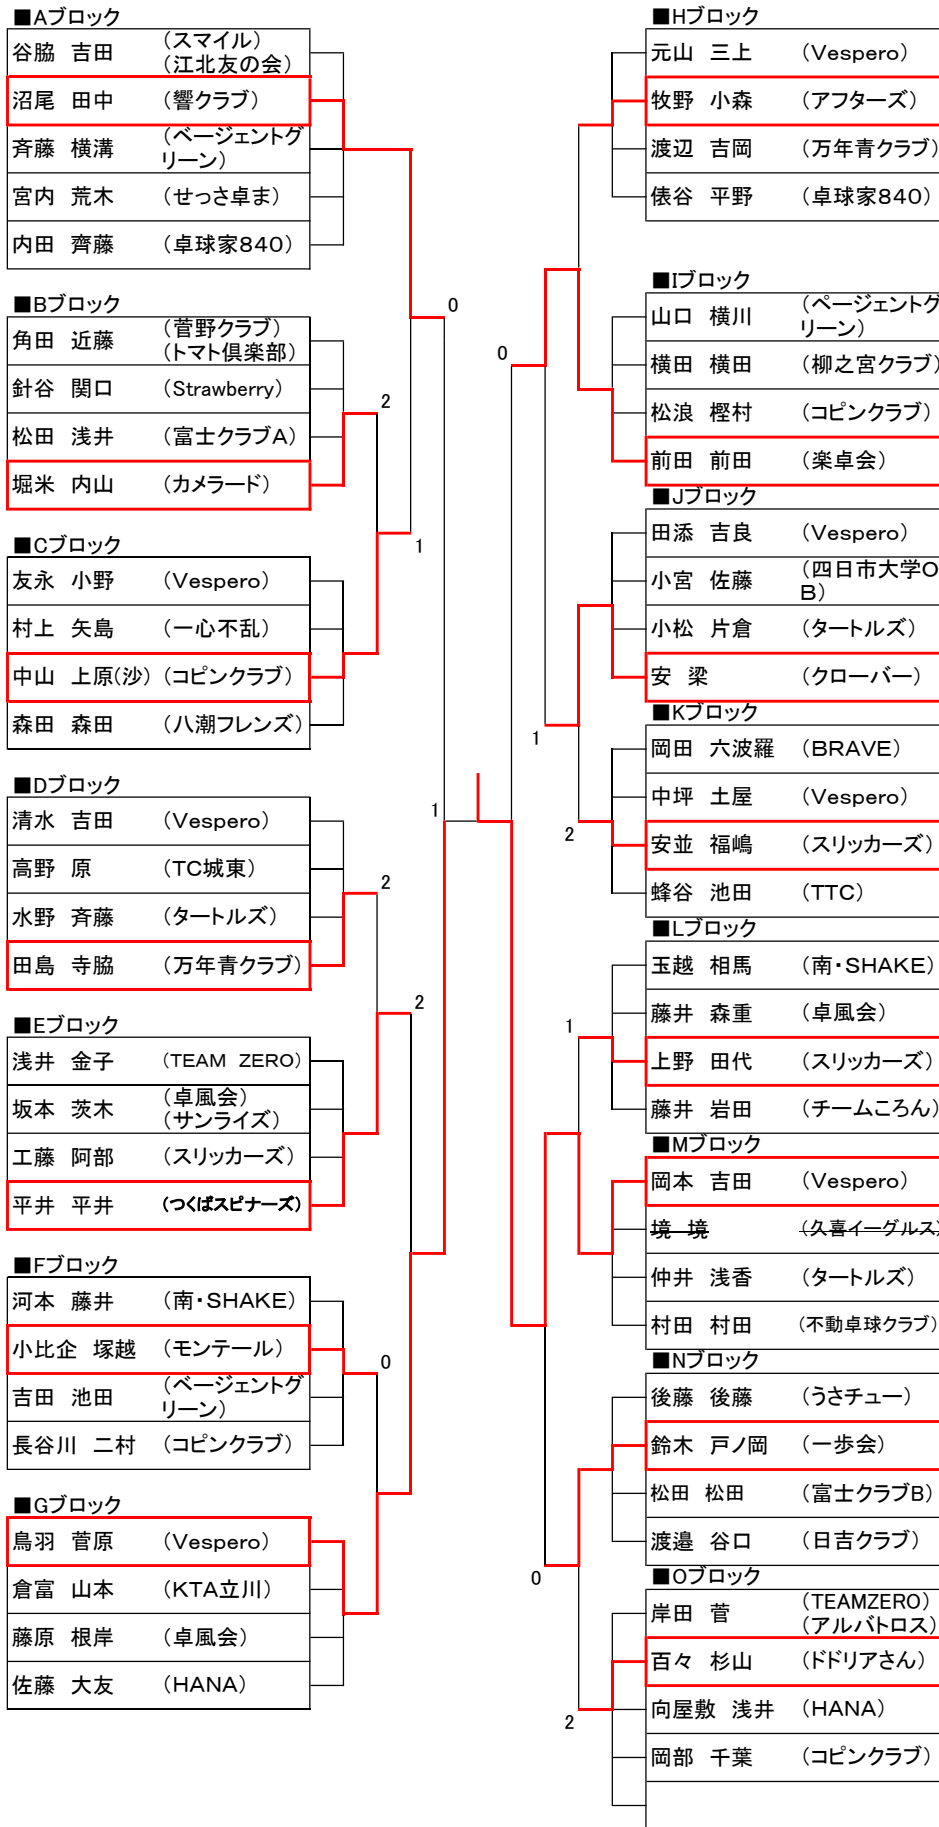 ■Aブロック
谷脇 吉田 (スマイル)
(江北友の会)
沼尾 田中 (響クラブ)
斉藤 横溝 (ページェントグ
リーン)
宮内 荒木 (せっさ卓ま)
内田 齊藤 (卓球家840)
0
■Bブロック
角田 近藤 (菅野クラブ)
(トマト倶楽部)
針谷 関口 (Strawberry)
2
松田 浅井 (富士クラブA)
堀米 内山 (カメラード)
1
■Cブロック
友永 小野 (Vespero)
村上 矢島 (一心不乱)
中山 上原(沙) (コピンクラブ)
森田 森田 (八潮フレンズ)
■Dブロック
清水 吉田 (Vespero)
1
高野 原 (TC城東)
2
水野 斉藤 (タートルズ)
田島 寺脇 (万年青クラブ)
2
■Eブロック
浅井 金子 (TEAM ZERO)
坂本 茨木 (卓風会)
(サンライズ)
工藤 阿部 (スリッカーズ)
平井 平井 (つくばスピナーズ)
■Fブロック
河本 藤井 (南・SHAKE)
小比企 塚越 (モンテール)
0
吉田 池田 (ページェントグ
リーン)
長谷川 二村 (コピンクラブ)
■Gブロック
鳥羽 菅原 (Vespero)
倉富 山本 (KTA立川)
藤原 根岸 (卓風会)
佐藤 大友 (HANA)
■Hブロック
元山 三上 (Vespero)
牧野 小森 (アフターズ)
渡辺 吉岡 (万年青クラブ)
俵谷 平野 (卓球家840)
■Iブロック
山口 横川 (ページェントグ
リーン)
0
横田 横田 (柳之宮クラブ)
松浪 樫村 (コピンクラブ)
前田 前田 (楽卓会)
■Jブロック
田添 吉良 (Vespero)
小宮 佐藤 (四日市大学O
B)
小松 片倉 (タートルズ)
安 梁 (クローバー)
1
■Kブロック
岡田 六波羅 (BRAVE)
中坪 土屋 (Vespero)
2
安並 福嶋 (スリッカーズ)
蜂谷 池田 (TTC)
■Lブロック
玉越 相馬 (南・SHAKE)
藤井 森重 (卓風会)
1
上野 田代 (スリッカーズ)
藤井 岩田 (チームころん)
■Mブロック
岡本 吉田 (Vespero)
境 境 (久喜イーグルス)
仲井 浅香 (タートルズ)
村田 村田 (不動卓球クラブ)
■Nブロック
後藤 後藤 (うさチュー)
鈴木 戸ノ岡 (一歩会)
松田 松田 (富士クラブB)
渡邉 谷口 (日吉クラブ)
0
■Oブロック
岸田 菅 (TEAMZERO)
(アルバトロス)
百々 杉山 (ドドリアさん)
向屋敷 浅井 (HANA)
2
岡部 千葉 (コピンクラブ)